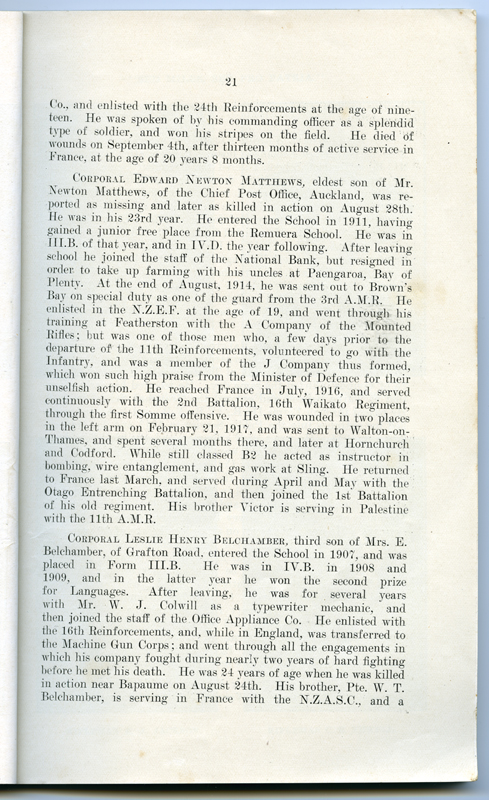 21
Co., and enlisted with the 24th Reinforcements at the age of nine-
teen. He was spoken of by his commanding officer as a splendid
type of soldier, and won his stripes on the field. He died of
wounds on September 4th, after thirteen months of active service in
France, at the age of 20 years 8 months.
CORPORAL EDWARD NEWTON MATTHEWS, eldest son of Mr.
Newton Matthews, of the Chief Post Office, Auckland, was re-
ported as missing and later as killed in action on August 28th.
He was in his 23rd year. He entered the School in 1911, having
gained a junior free place from the Remuera School. He was in
III.B. of that year, and in IV.D. the year following. After leaving
school he joined the staff of the National Bank, but resigned in
order to take up farming with his uncles at Paengaroa, Bay of
Plenty. At the end of August, 1914, he was sent out to Brown's
Bay on special duty as one of the guard from the 3rd A.M.R. He
enlisted in the N.Z.E.F. at the age of 19, and went through his
training at Featherston with the A Company of the Mounted
Rifles; but was one of those men who, a few days prior to the
departure of the 11th Reinforcements, volunteered to go with the
Infantry, and was a member of the J Company thus formed,
which won such high praise from the Minister of Defence for their
unselfish action. He reached France in July, 1916, and served
continuously with the 2nd Battalion, 16th Waikato Regiment,
through the first Somme offensive. He was wounded in two places
in the left arm on February 21, 1917, and was sent to Walton-on-
Thames, and spent several months there, and later at Hornchurch
and Codford. While still classed B2 he acted as instructor in
bombing, wire entanglement, and gas work at Sling. He returned
to France last March, and served during April and May with the
Otago Entrenching Battalion, and then joined the 1st Battalion
of his old regiment. His brother Victor is serving in Palestine
with the 11th A.M.R.
CORPORAL LESLIE HENRY BELCHAMBER, third son of Mrs. E.
Belchamber, of Grafton Road, entered the School in 1907, and was
placed in Form III.B. He was in IV.B. in 1908 and
1909, and in the latter year he won the second prize
for Languages. After leaving, he was for several years
with Mr. W. J. Colwill as a typewriter mechanic, and
then joined the staff of the Office Appliance Co. He enlisted with
the 16th Reinforcements, and, while in England, was transferred to
the Machine Gun Corps; and went through all the engagements in
which his company fought during nearly two years of hard fighting
before he met his death. He was 24 years of age when he was killed
in action near Bapaume on August 24th. His brother, Pte. W. T.
Belchamber, is serving in France with the N.Z.A.S.C., and a